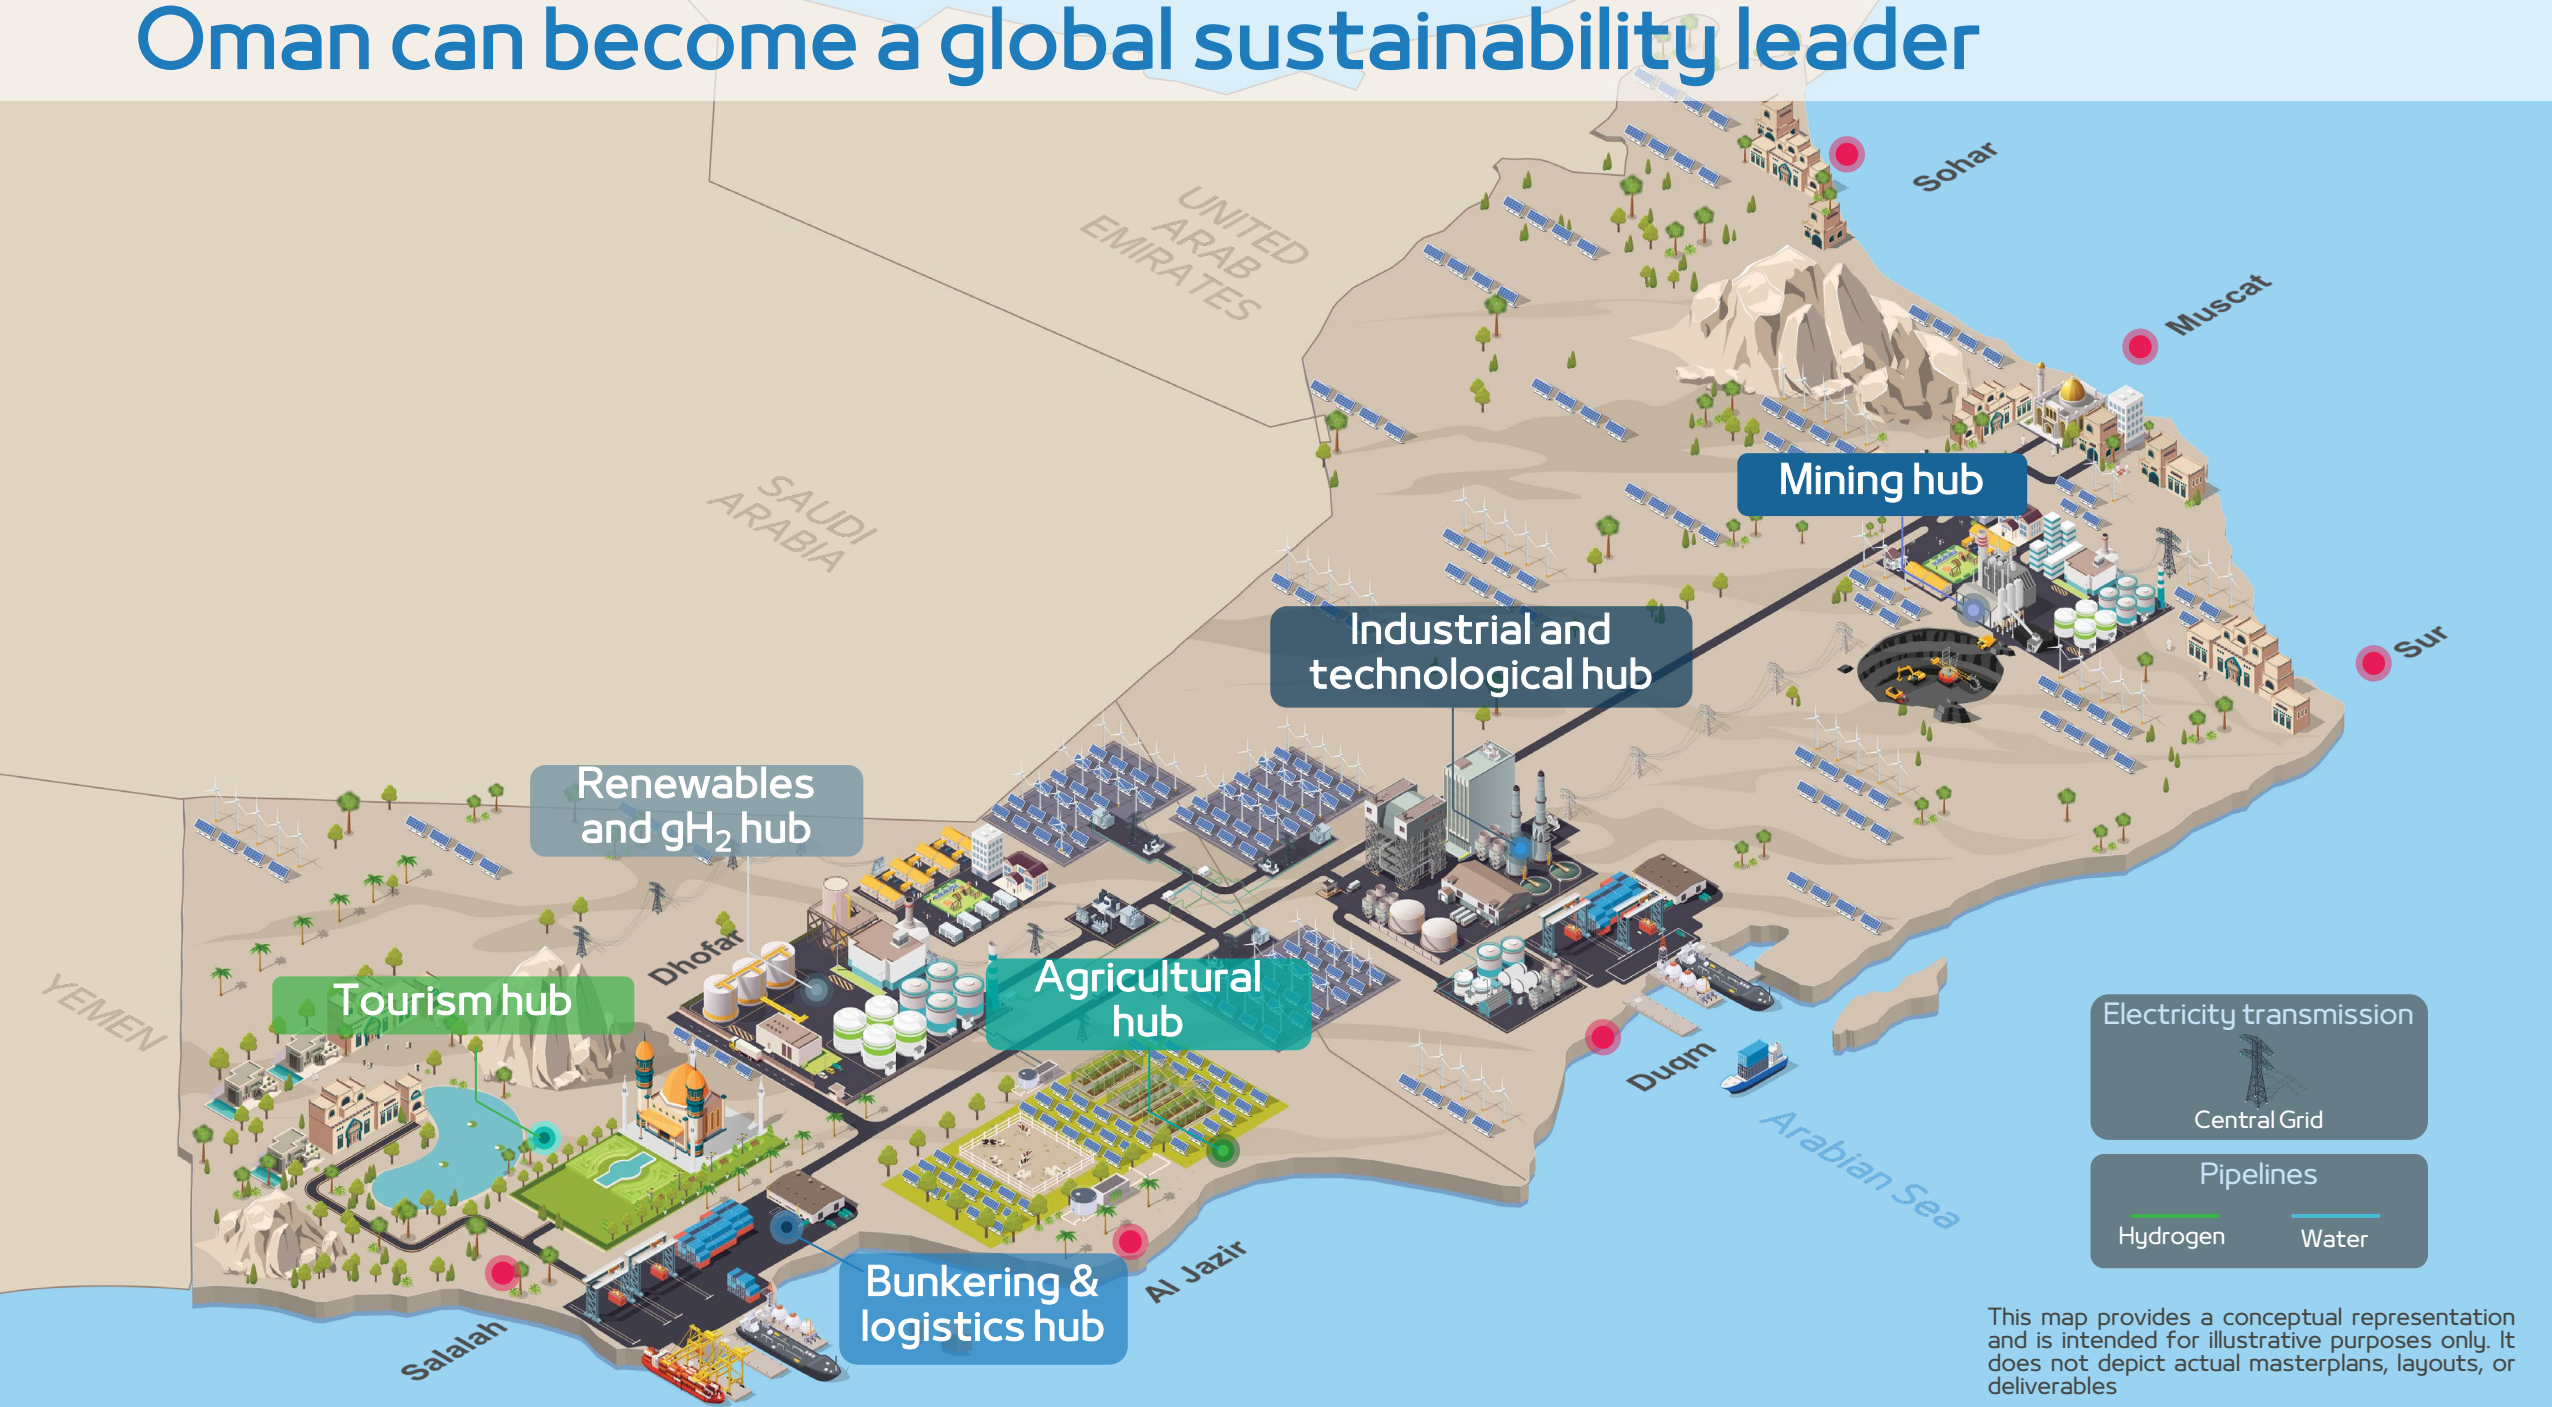 Oman can become a global sustainability leader
Sohar
UNITED
ARAB
EMIRATES
Muscat
SAUDI
ARABIA
Mining hub
Industrial and
technological hub
Sur
Renewables
and gH₂ hub
Dhofar
Tourism hub
Agricultural
hub
YEMEN
Duqm
Arabian Sea
Electricity transmission
Central Grid
Pipelines
Hydrogen
Water
Al Jazir
Bunkering &
logistics hub
Salalah
This map provides a conceptual representation
and is intended for illustrative purposes only. It
does not depict actual masterplans, layouts, or
deliverables